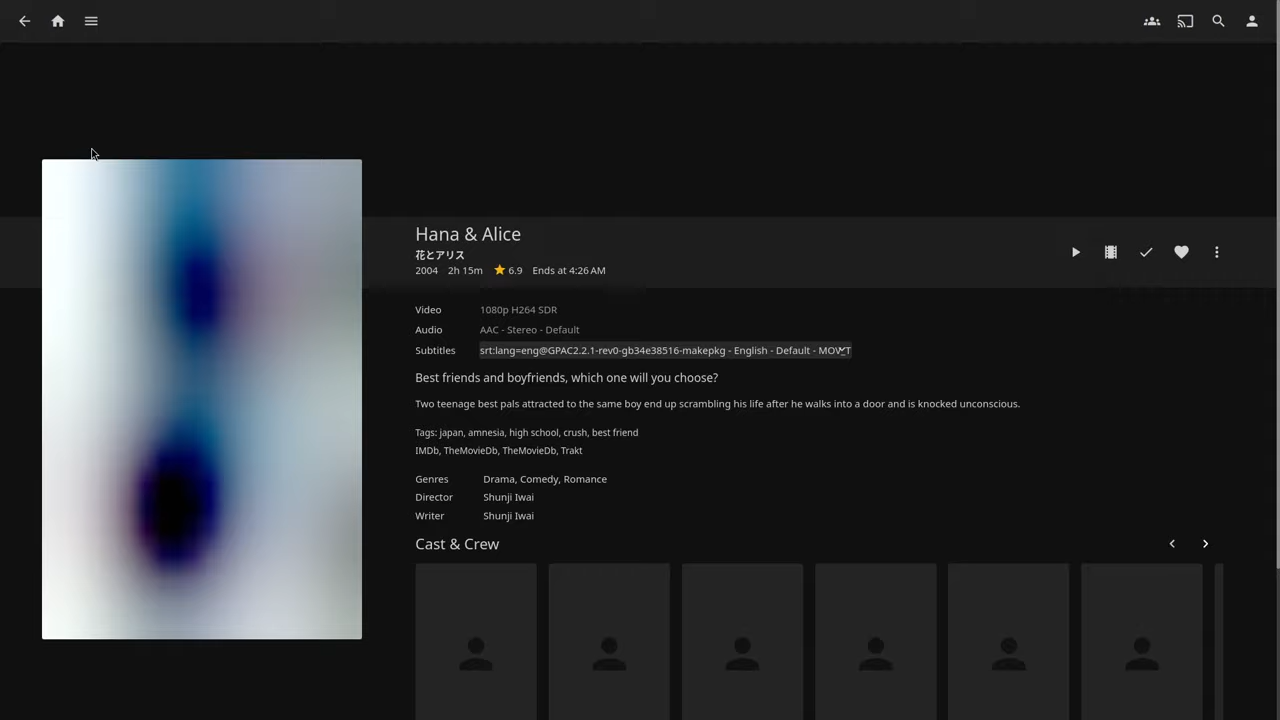 Hana & Alice
花とアリス
2004 2h 15m 6.9 Ends at 4:26 AM
Video 1080p H264 SDR
Audio AAC - Stereo - Default
Subtitles srt:lang=eng@GPAC2.2.1-rev0-gb34e38516-makepkg - English - Default - MOV_T
Best friends and boyfriends, which one will you choose?
Two teenage best pals attracted to the same boy end up scrambling his life after he walks into a door and is knocked unconscious.
Tags: japan, amnesia, high school, crush, best friend
IMDb, TheMovieDb, TheMovieDb, Trakt
Genres Drama, Comedy, Romance
Director Shunji Iwai
Writer Shunji Iwai
Cast & Crew